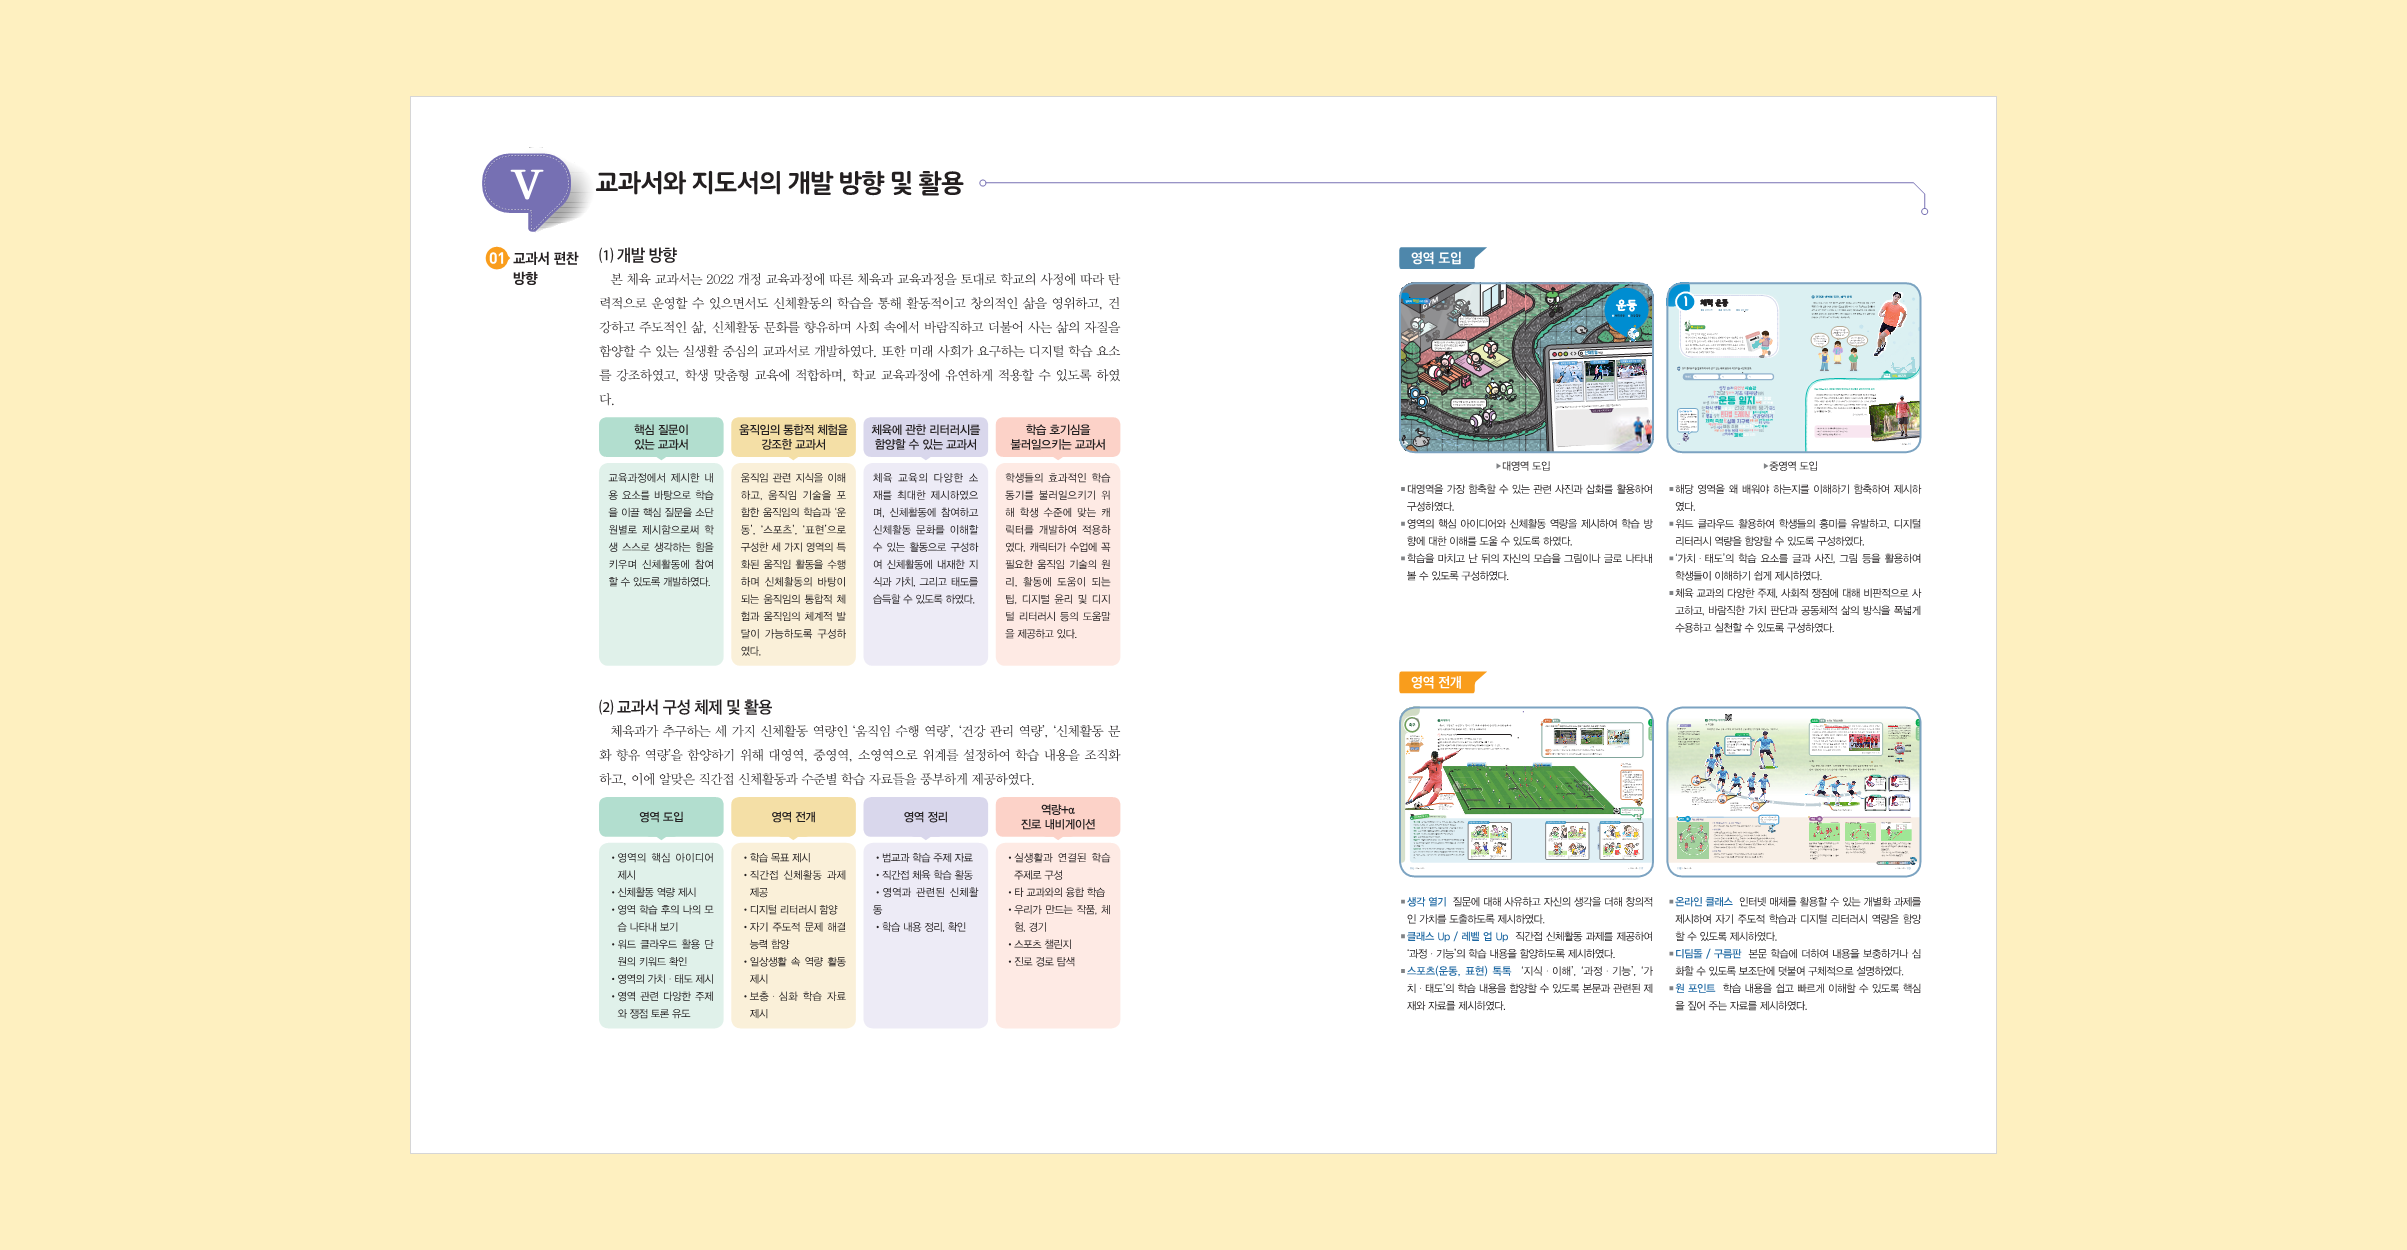 V
교과서와 지도서의 개발 방향 및 활용
01 교과서 편찬
방향
(1) 개발 방향
본 체육 교과서는 2022 개정 교육과정에 따른 체육과 교육과정을 토대로 학교의 사정에 따라 탄
력적으로 운영할 수 있으면서도 신체활동의 학습을 통해 활동적이고 창의적인 삶을 영위하고, 건
강하고 주도적인 삶, 신체활동 문화를 향유하며 사회 속에서 바람직하고 더불어 사는 삶의 자질을
함양할 수 있는 실생활 중심의 교과서로 개발하였다. 또한 미래 사회가 요구하는 디지털 학습 요소
를 강조하였고, 학생 맞춤형 교육에 적합하며, 학교 교육과정에 유연하게 적용할 수 있도록 하였
다.
핵심 질문이
있는 교과서
교육과정에서 제시한 내
용 요소를 바탕으로 학습
을 이끌 핵심 질문을 소단
원별로 제시함으로써 학
생 스스로 생각하는 힘을
키우며 신체활동에 참여
할 수 있도록 개발하였다.
움직임의 통합적 체험을
강조한 교과서
움직임 관련 지식을 이해
하고, 움직임 기술을 포
함한 움직임의 학습과 ‘운
동’, ‘스포츠’, ‘표현’으로
구성한 세 가지 영역의 특
화된 움직임 활동을 수행
하며 신체활동의 바탕이
되는 움직임의 통합적 체
험과 움직임의 체계적 발
달이 가능하도록 구성하
였다.
체육에 관한 리터러시를
함양할 수 있는 교과서
체육 교육의 다양한 소
재를 최대한 제시하였으
며, 신체활동에 참여하고
신체활동 문화를 이해할
수 있는 활동으로 구성하
여 신체활동에 내재한 지
식과 가치, 그리고 태도를
습득할 수 있도록 하였다.
학습 호기심을
불러일으키는 교과서
학생들의 효과적인 학습
동기를 불러일으키기 위
해 학생 수준에 맞는 캐
릭터를 개발하여 적용하
였다. 캐릭터가 수업에 꼭
필요한 움직임 기술의 원
리, 활동에 도움이 되는
팁, 디지털 윤리 및 디지
털 리터러시 등의 도움말
을 제공하고 있다.
(2) 교과서 구성 체제 및 활용
체육과가 추구하는 세 가지 신체활동 역량인 ‘움직임 수행 역량’, ‘건강 관리 역량’, ‘신체활동 문
화 향유 역량’을 함양하기 위해 대영역, 중영역, 소영역으로 위계를 설정하여 학습 내용을 조직화
하고, 이에 알맞은 직간접 신체활동과 수준별 학습 자료들을 풍부하게 제공하였다.
영역 도입
• 영역의 핵심 아이디어
제시
• 신체활동 역량 제시
• 영역 학습 후의 나의 모
습 나타내 보기
• 워드 클라우드 활용 단
원의 키워드 확인
• 영역의 가치 · 태도 제시
• 영역 관련 다양한 주제
와 쟁점 토론 유도
영역 전개
• 학습 목표 제시
• 직간접 신체활동 과제
제공
• 디지털 리터러시 함양
• 자기 주도적 문제 해결
능력 함양
• 일상생활 속 역량 활동
제시
• 보충 · 심화 학습 자료
제시
영역 정리
• 범교과 학습 주제 자료
• 직간접 체육 학습 활동
• 영역과 관련된 신체활
동
• 학습 내용 정리, 확인
역량+α
진로 내비게이션
• 실생활과 연결된 학습
주제로 구성
• 타 교과와의 융합 학습
• 우리가 만드는 작품, 체
험, 경기
• 스포츠 챌린지
• 진로 경로 탐색
영역 도입
운동
1 체력 운동
운동 일지
▶대영역 도입
▶중영역 도입
■ 대영역을 가장 함축할 수 있는 관련 사진과 삽화를 활용하여
구성하였다.
■ 영역의 핵심 아이디어와 신체활동 역량을 제시하여 학습 방
향에 대한 이해를 도울 수 있도록 하였다.
■ 학습을 마치고 난 뒤의 자신의 모습을 그림이나 글로 나타내
볼 수 있도록 구성하였다.
■ 해당 영역을 왜 배워야 하는지를 이해하기 함축하여 제시하
였다.
■ 워드 클라우드 활용하여 학생들의 흥미를 유발하고, 디지털
리터러시 역량을 함양할 수 있도록 구성하였다.
■ ‘가치 · 태도’의 학습 요소를 글과 사진, 그림 등을 활용하여
학생들이 이해하기 쉽게 제시하였다.
■ 체육 교과의 다양한 주제, 사회적 쟁점에 대해 비판적으로 사
고하고, 바람직한 가치 판단과 공동체적 삶의 방식을 폭넓게
수용하고 실천할 수 있도록 구성하였다.
영역 전개
■ 생각 열기 질문에 대해 사유하고 자신의 생각을 더해 창의적
인 가치를 도출하도록 제시하였다.
■ 클래스 Up / 레벨 업 Up 직간접 신체활동 과제를 제공하여
‘과정 · 기능’의 학습 내용을 함양하도록 제시하였다.
■ 스포츠(운동, 표현) 톡톡 ‘지식 · 이해’, ‘과정 · 기능’, ‘가
치 · 태도’의 학습 내용을 함양할 수 있도록 본문과 관련된 제
재와 자료를 제시하였다.
■ 온라인 클래스 인터넷 매체를 활용할 수 있는 개별화 과제를
제시하여 자기 주도적 학습과 디지털 리터러시 역량을 함양
할 수 있도록 제시하였다.
■ 디딤돌 / 구름판 본문 학습에 더하여 내용을 보충하거나 심
화할 수 있도록 보조단에 덧붙여 구체적으로 설명하였다.
■ 원 포인트 학습 내용을 쉽고 빠르게 이해할 수 있도록 핵심
을 짚어 주는 자료를 제시하였다.